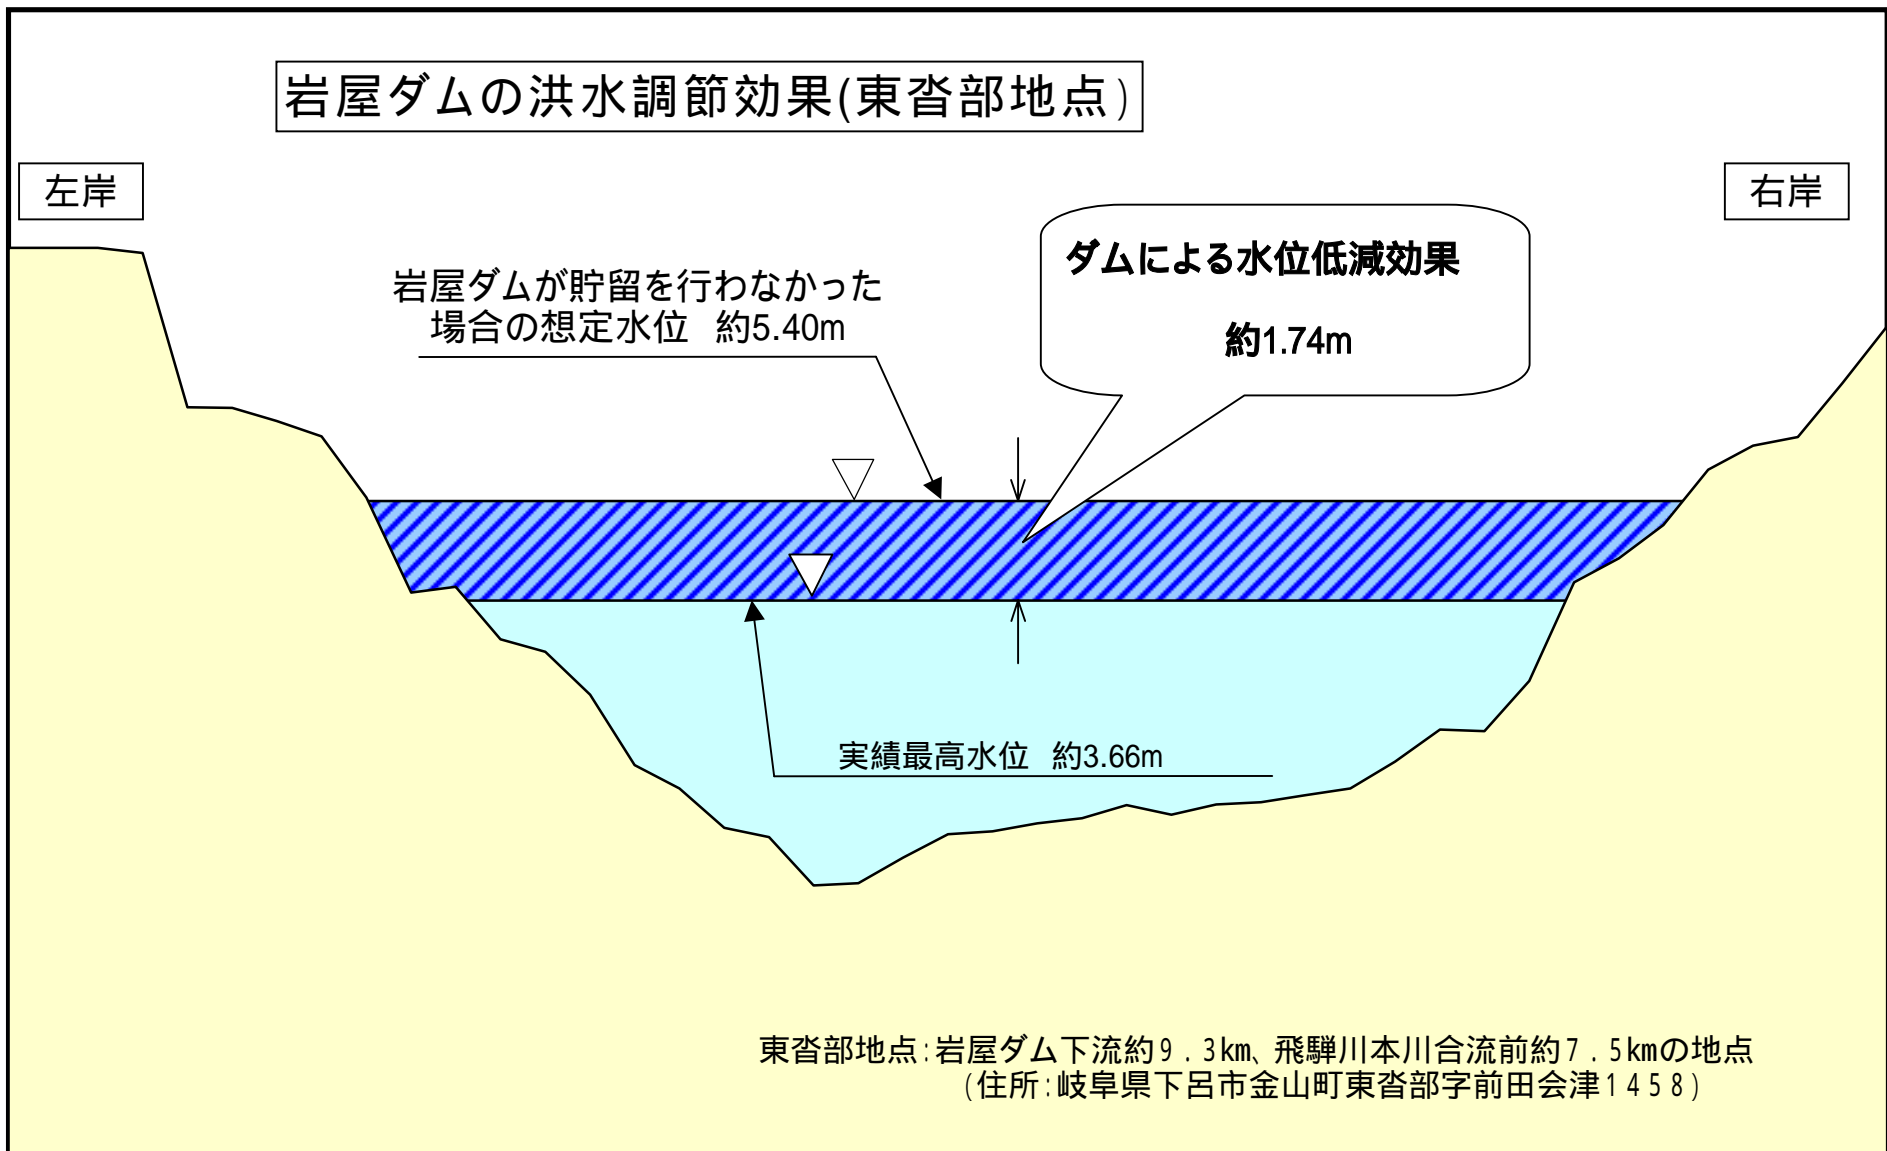 岩屋ダムの洪水調節効果(東沓部地点)
左岸
右岸
ダムによる水位低減効果
約1.74m
岩屋ダムが貯留を行わなかった
場合の想定水位 約5.40m
実績最高水位 約3.66m
東沓部地点:岩屋ダム下流約9.3km、飛騨川本川合流前約7.5kmの地点
(住所:岐阜県下呂市金山町東沓部字前田会津1458)